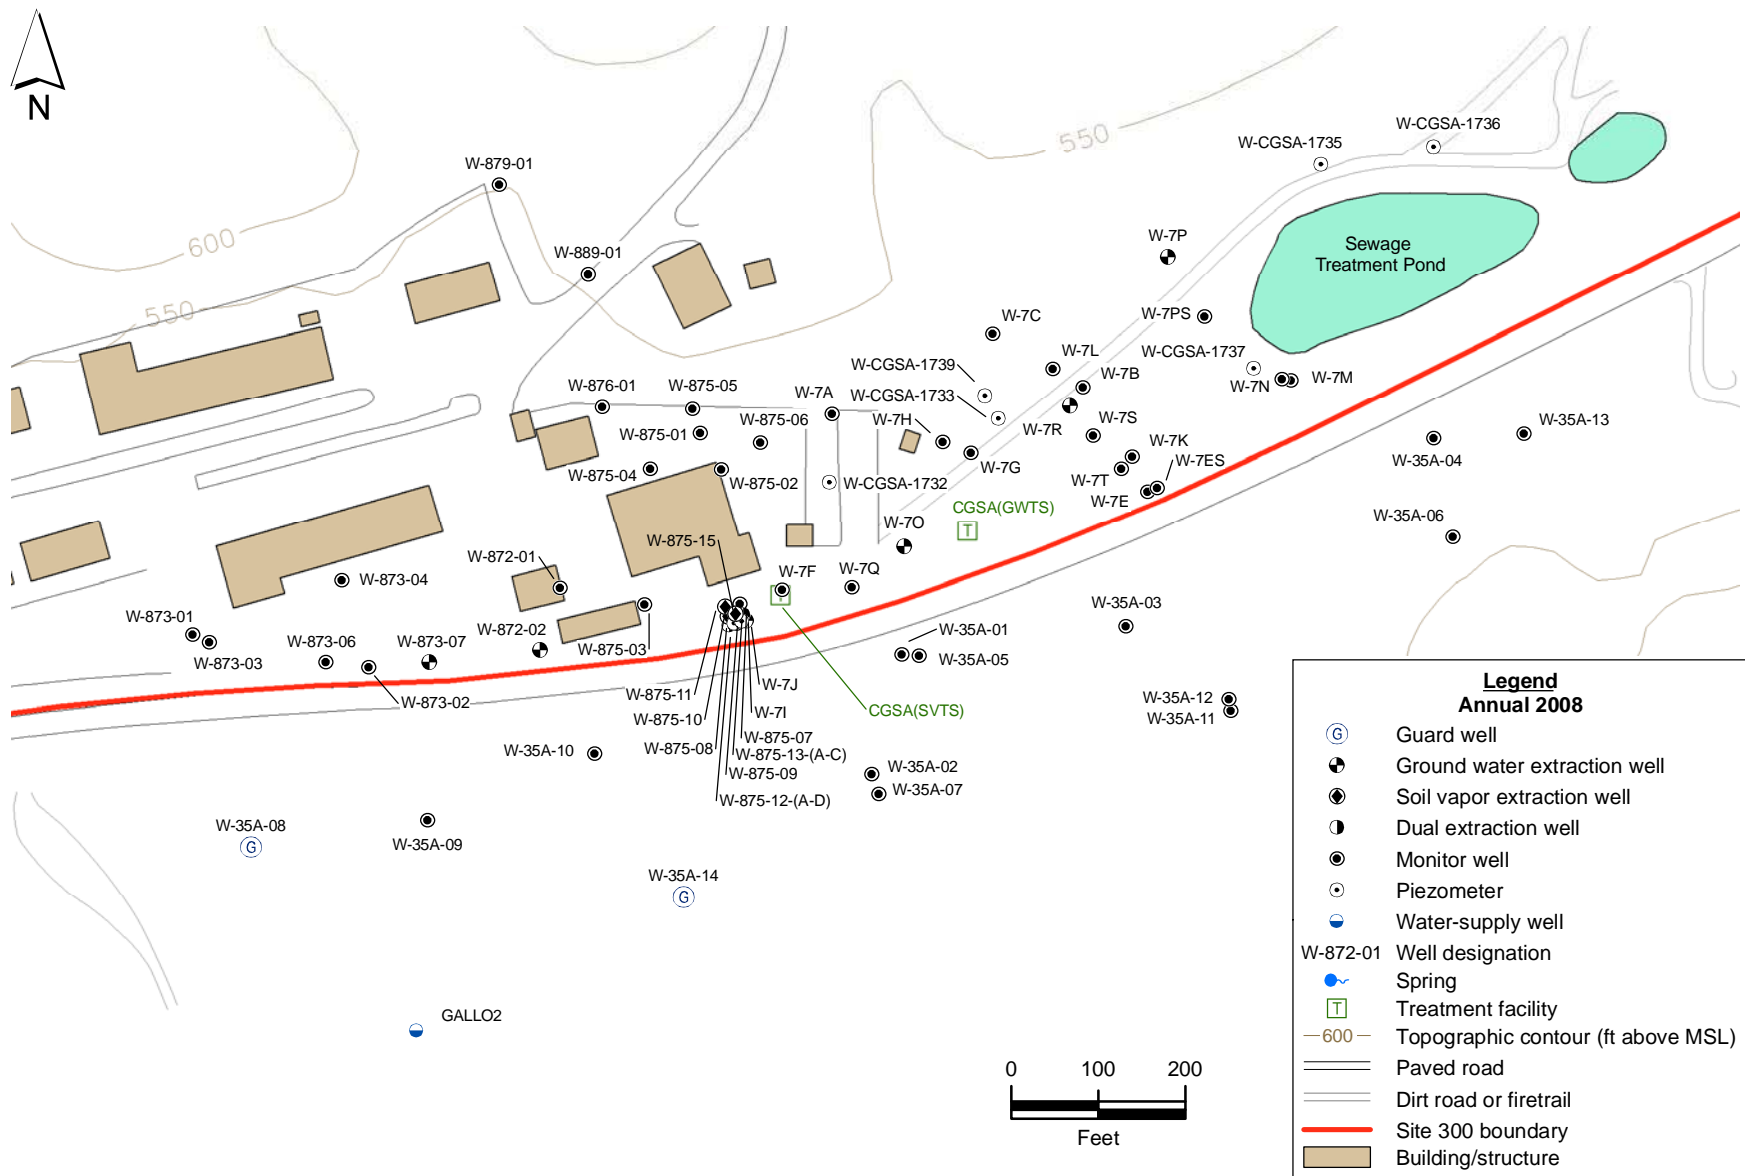 N
550
W-CGSA-1736
W-CGSA-1735
W-879-01
600
W-889-01
W-7P
Sewage
Treatment Pond
550
W-7PS
W-7C
W-7L
W-CGSA-1737
W-CGSA-1739
W-7B
W-7N
W-7M
W-876-01
W-875-05
W-7A
W-CGSA-1733
W-875-06
W-7H
W-7R
W-7S
W-35A-13
W-875-01
W-7K
W-35A-04
W-7G
W-7ES
W-875-04
W-875-02
W-CGSA-1732
W-7T
W-7E
CGSA(GWTS)
T
W-35A-06
W-7O
W-875-15
W-872-01
W-7F
W-7Q
T
W-873-04
W-35A-03
W-873-01
W-873-06
W-873-07
W-872-02
W-35A-01
W-873-03
W-875-03
W-35A-05
W-873-02
W-875-11
W-7J
W-35A-12
W-875-10
W-7I
CGSA(SVTS)
W-35A-11
W-35A-10
W-875-08
W-875-07
W-875-13-(A-C)
W-875-09
W-35A-02
W-875-12-(A-D)
W-35A-07
W-35A-08
G
W-35A-09
W-35A-14
G
GALLO2
0 100 200
Feet
Legend
Annual 2008
G Guard well
Ground water extraction well
Soil vapor extraction well
Dual extraction well
Monitor well
Piezometer
Water-supply well
W-872-01 Well designation
Spring
T Treatment facility
600 Topographic contour (ft above MSL)
Paved road
Dirt road or firetrail
Site 300 boundary
Building/structure